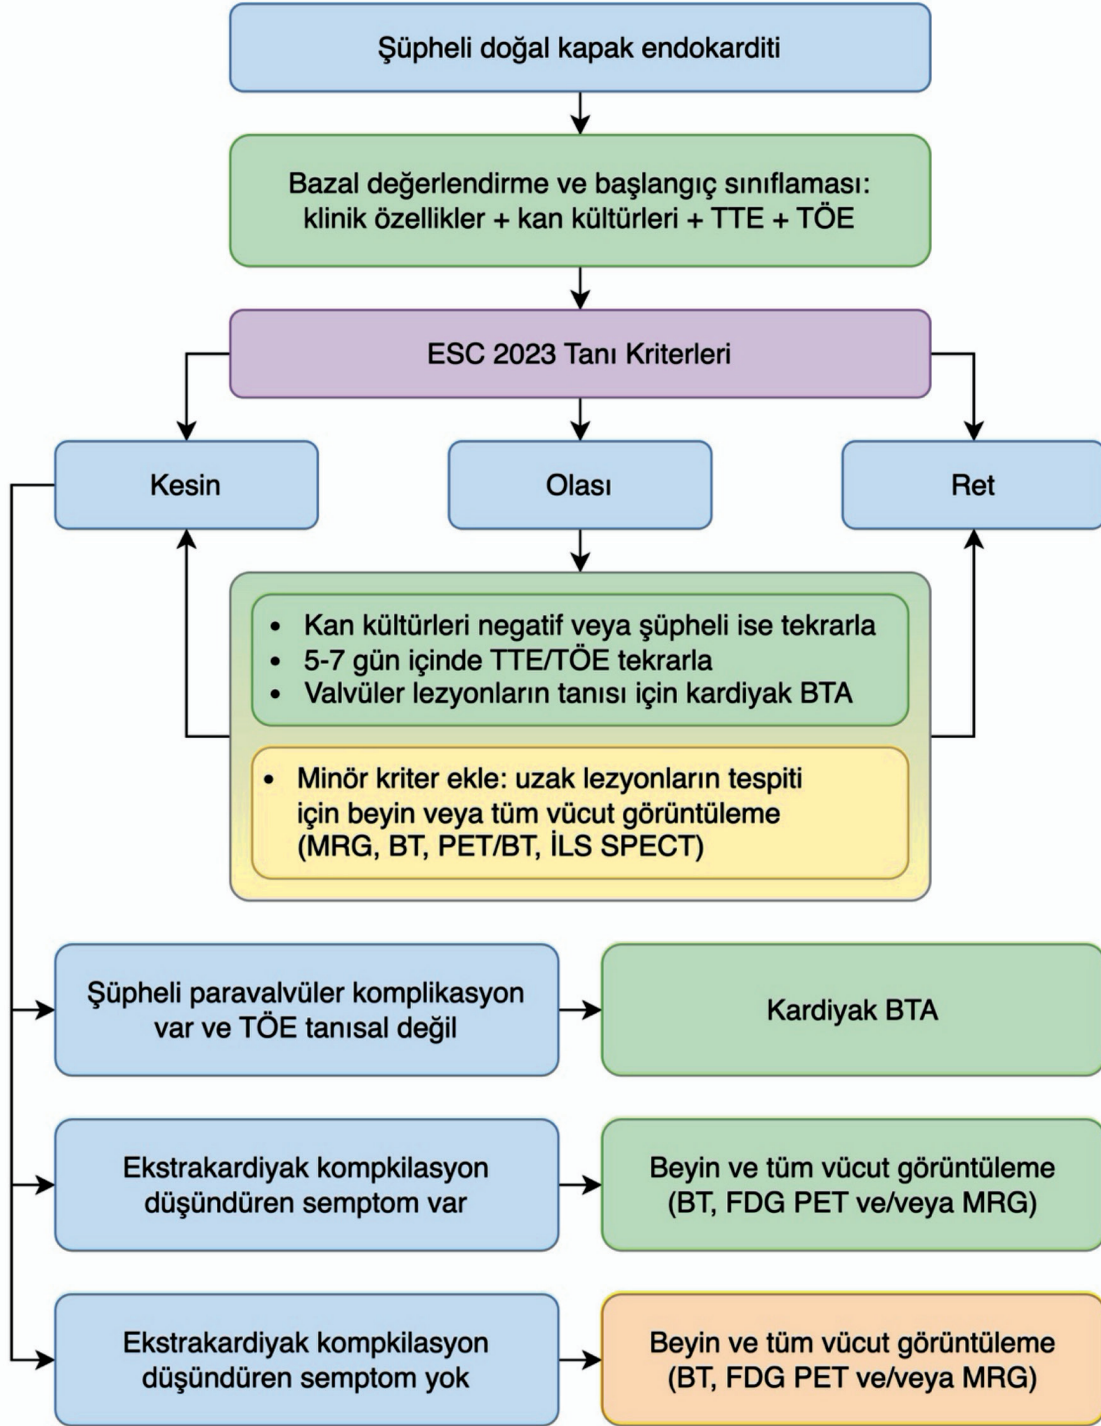 Şüpheli doğal kapak endokarditi
Bazal değerlendirme ve başlangıç sınıflaması:
klinik özellikler + kan kültürleri + TTE + TÖE
ESC 2023 Tanı Kriterleri
Kesin
Olası
Ret
• Kan kültürleri negatif veya şüpheli ise tekrarla
• 5-7 gün içinde TTE/TÖE tekrarla
• Valvüler lezyonların tanısı için kardiyak BTA
• Minör kriter ekle: uzak lezyonların tespiti
için beyin veya tüm vücut görüntüleme
(MRG, BT, PET/BT, İLS SPECT)
Şüpheli paravalvüler komplikasyon
var ve TÖE tanısal değil
Kardiyak BTA
Ekstrakardiyak kompkilasyon
düşündüren semptom var
Beyin ve tüm vücut görüntüleme
(BT, FDG PET ve/veya MRG)
Ekstrakardiyak kompkilasyon
düşündüren semptom yok
Beyin ve tüm vücut görüntüleme
(BT, FDG PET ve/veya MRG)